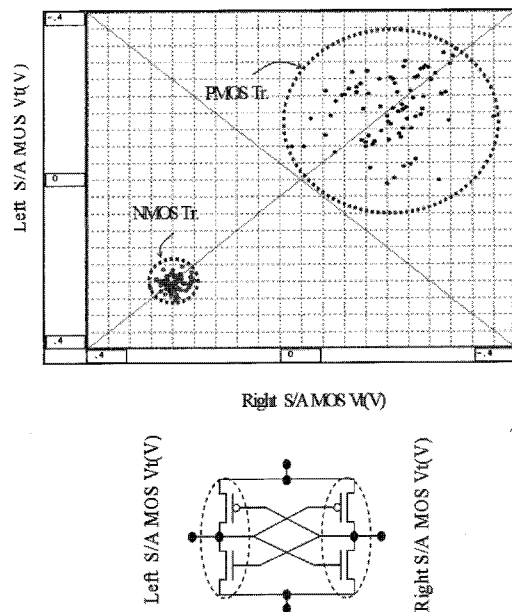 -.4
PMOS Tr.
Left S/A MOS Vt(V)
0
NMOS Tr.
.4
.4
0
-.4
Right S/A MOS Vt(V)
Left S/A MOS Vt(V)
Right S/A MOS Vt(V)